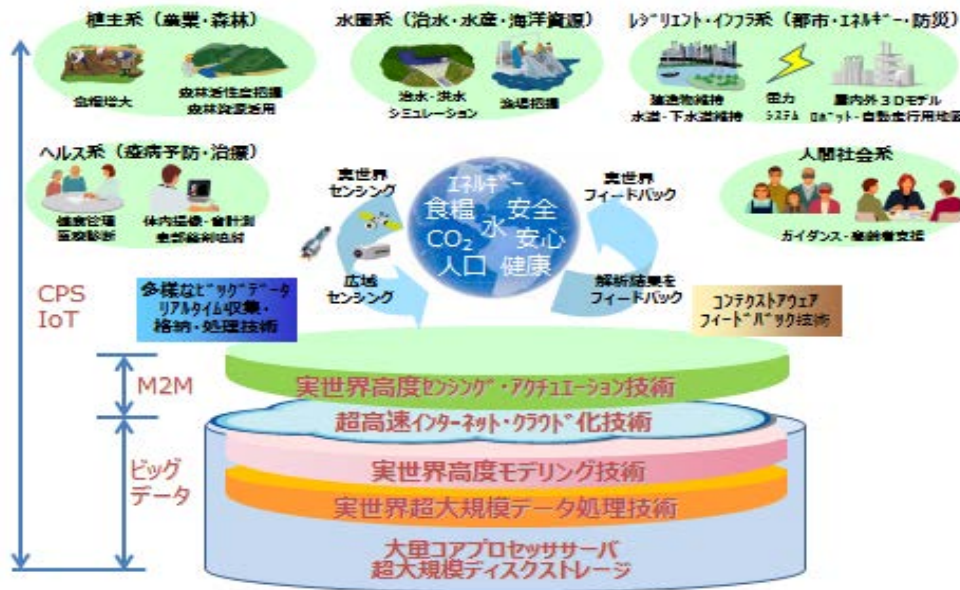 植生系（農業・森林）
水圏系（治水・水産・海洋資源）
レジリエント・インフラ系（都市・エネルギー・防災）
食糧増大
森林活性度把握
森林資源活用
治水・洪水
シミュレーション
漁場把握
建造物維持
水道・下水道維持
電力
システム
屋内外３Ｄモデル
ロボット・自動走行用地図
ヘルス系（疫病予防・治療）
健康管理
医療診断
体内撮像・
実世界
センシング
広域
センシング
エネルギー
食糧 安全
水
CO₂ 安心
人口 健康
実世界
フィードバック
解析結果を
フィードバック
人間社会系
ガイダンス・高齢者支援
CPS
IoT
多様なビッグデータ
リアルタイム収集・
格納・処理技術
コンテクストアウェア
フィードバック技術
M2M
実世界高度センシング・アクチュエーション技術
超高速インターネット・クラウド化技術
ビッグ
データ
実世界高度モデリング技術
実世界超大規模データ処理技術
大量コアプロセッササーバ
超大規模ディスクストレージ